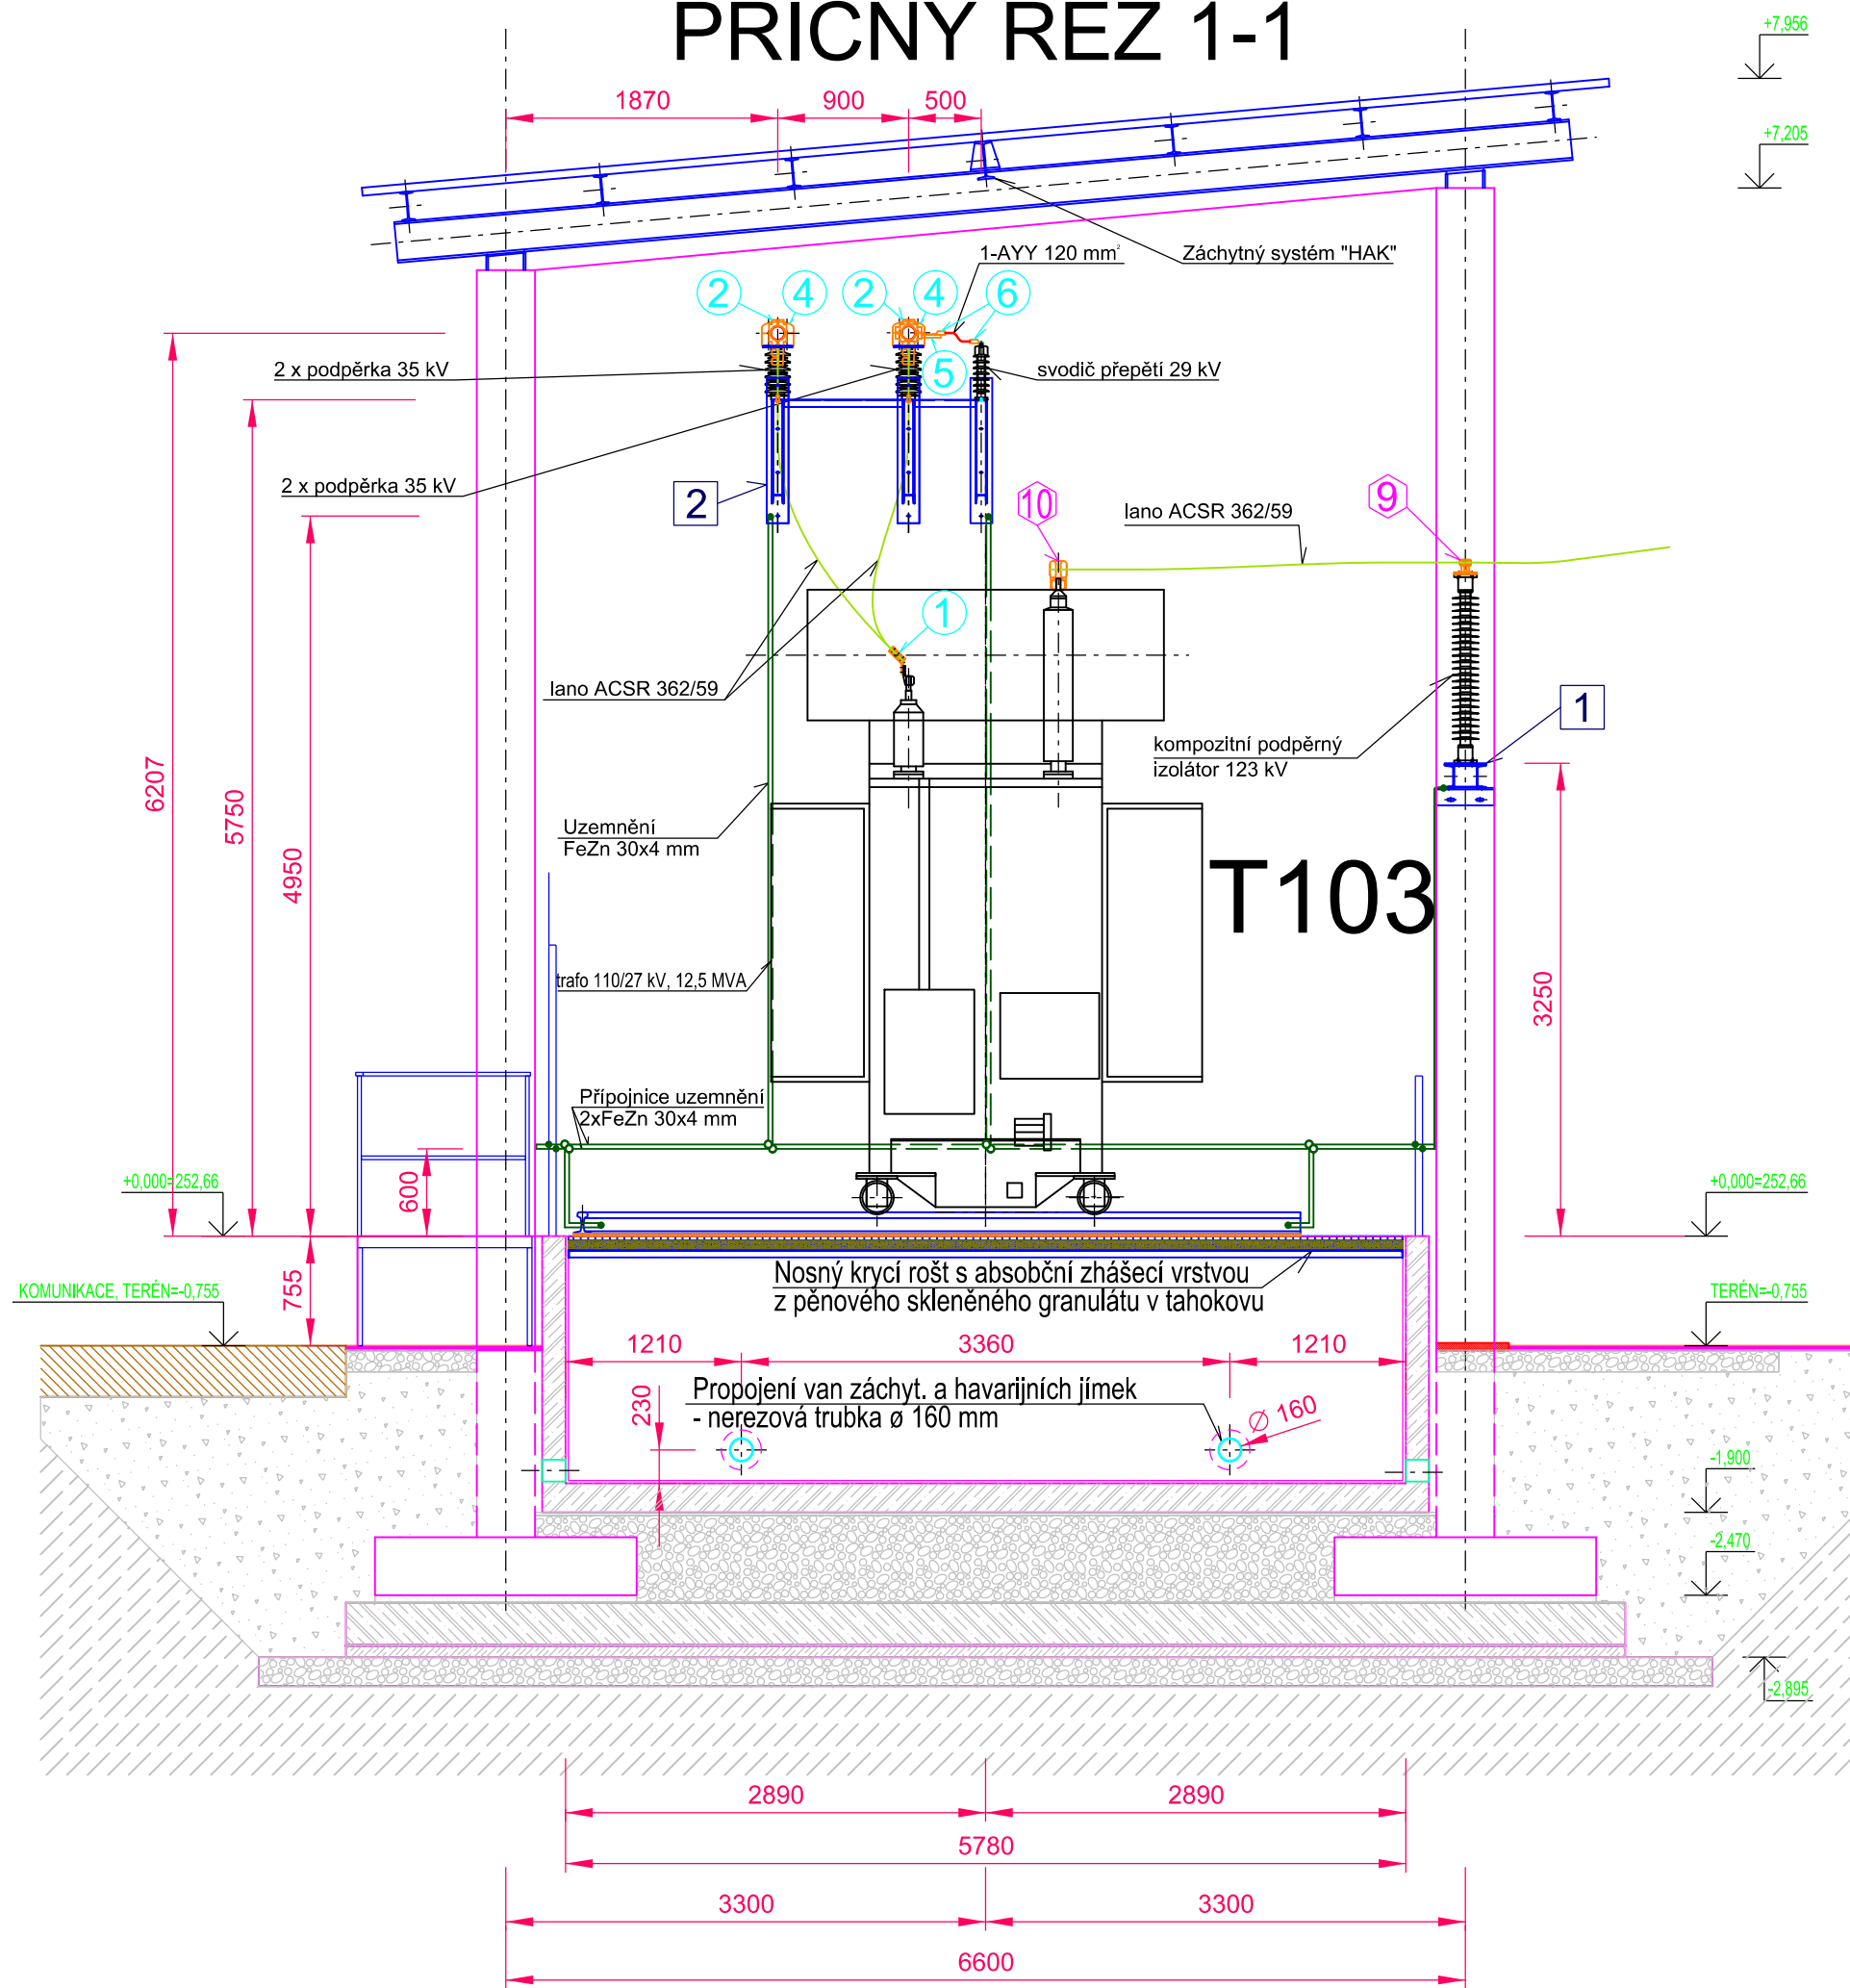 PRICNY REZ 1-1
+7,956
1870
900
500
+7,205
1-AYY 120 mm²
Záchytný systém "HAK"
2
4
2
4
6
2 x podpěrka 35 kV
5
svodič přepětí 29 kV
2 x podpěrka 35 kV
2
10
lano ACSR 362/59
9
1
lano ACSR 362/59
1
kompozitní podpěrný
izolátor 123 kV
6207
5750
4950
Uzemnění
FeZn 30x4 mm
T103
trafo 110/27 kV, 12,5 MVA
3250
Přípojnice uzemnění
2xFeZn 30x4 mm
600
+0,000=252,66
+0,000=252,66
Nosný krycí rošt s absobční zhášecí vrstvou
z pěnového skleněného granulátu v tahokovu
755
KOMUNIKACE, TERÉN=-0,755
TERÉN=-0,755
1210
3360
1210
Propojení van záchyt. a havarijních jímek
- nerezová trubka ø 160 mm
230
∅ 160
-1,900
-2,470
-2,895
2890
2890
5780
3300
3300
6600